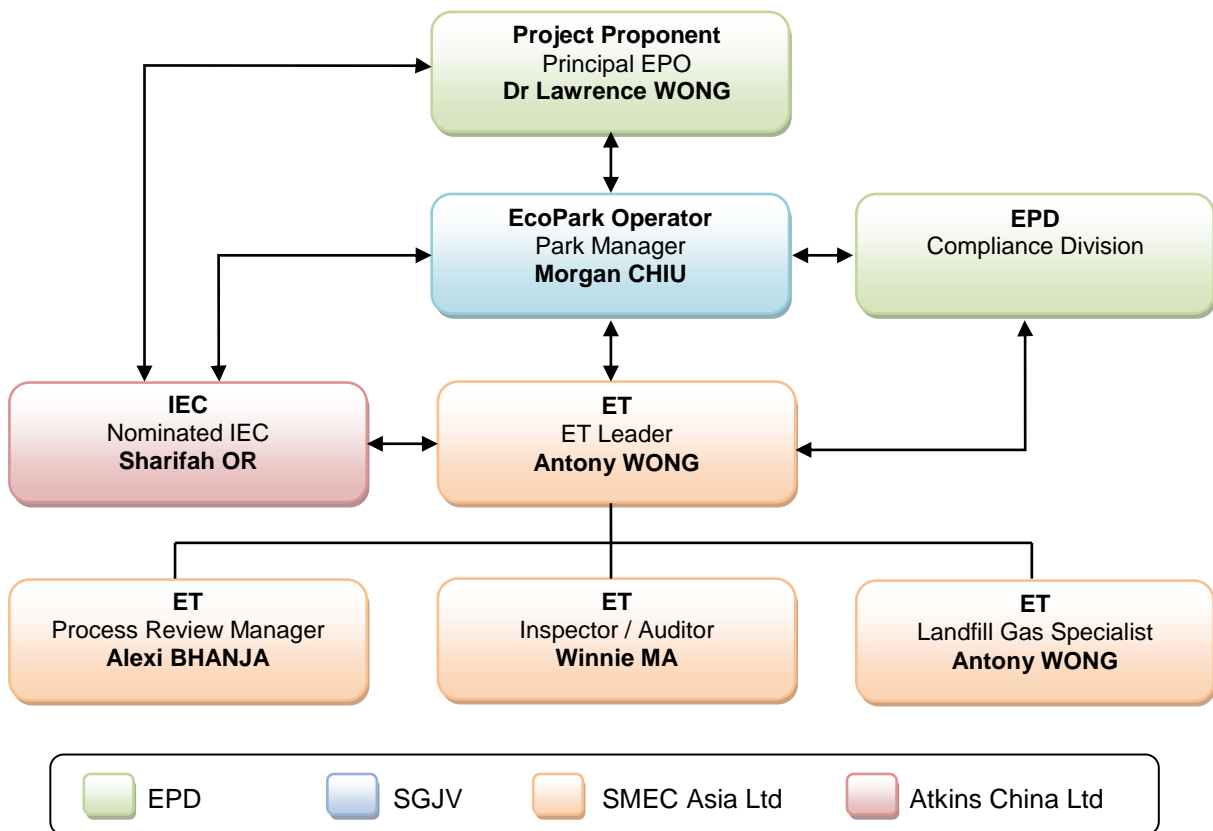 Project Proponent
Principal EPO
Dr Lawrence WONG
EcoPark Operator
Park Manager
Morgan CHIU
EPD
Compliance Division
IEC
Nominated IEC
Sharifah OR
ET
ET Leader
Antony WONG
ET
Process Review Manager
Alexi BHANJA
ET
Inspector / Auditor
Winnie MA
ET
Landfill Gas Specialist
Antony WONG
EPD
SGJV
SMEC Asia Ltd
Atkins China Ltd